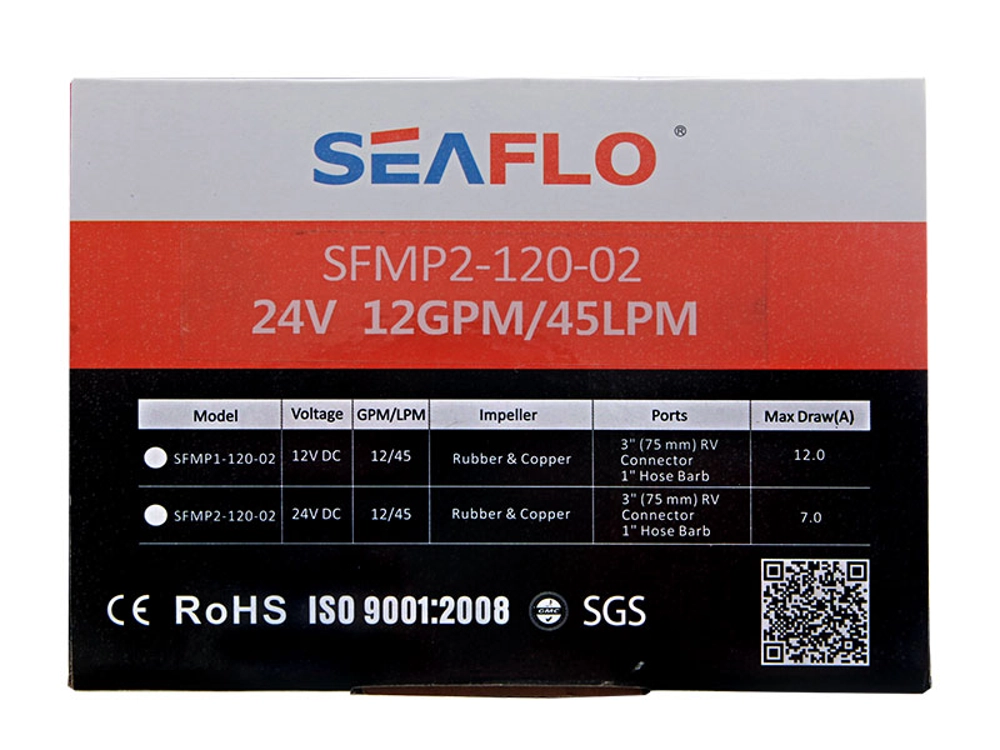 SEAFLO®
SFMP2-120-02
24V 12GPM/45LPM
Model Voltage GPM/LPM Impeller Ports Max Draw(A)
SFMP1-120-02 12V DC 12/45 Rubber & Copper 3" (75 mm) RV Connector 1" Hose Barb 12.0
SFMP2-120-02 24V DC 12/45 Rubber & Copper 3" (75 mm) RV Connector 1" Hose Barb 7.0
CE RoHS ISO 9001:2008 GMC SGS